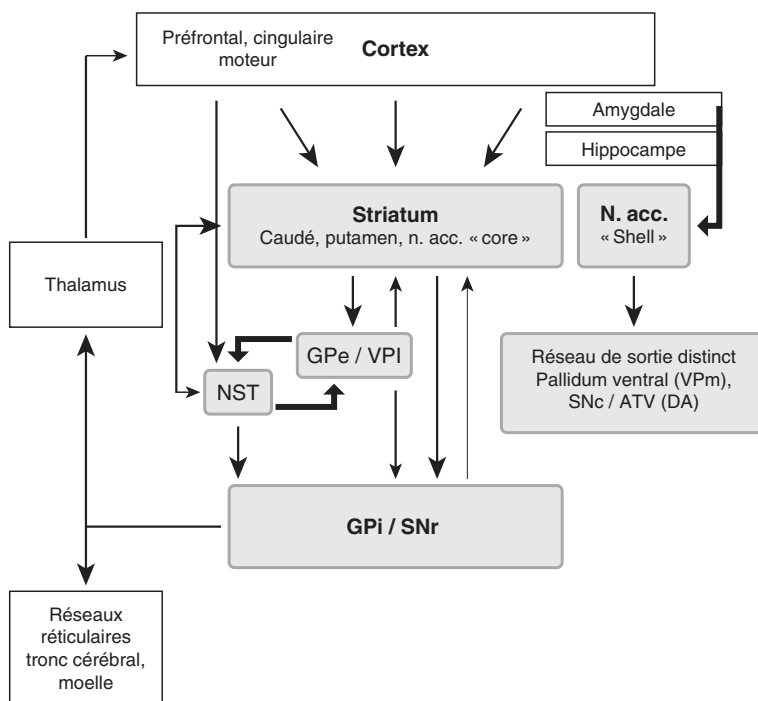 Préfrontal, cingulaire
moteur
Cortex
Amygdale
Hippocampe
Striatum
Caudé, putamen, n. acc. « core »
N. acc.
« Shell »
Thalamus
GPe / VPl
NST
Réseau de sortie distinct
Pallidum ventral (VPm),
SNc / ATV (DA)
GPi / SNr
Réseaux
réticulaires
tronc cérébral,
moelle